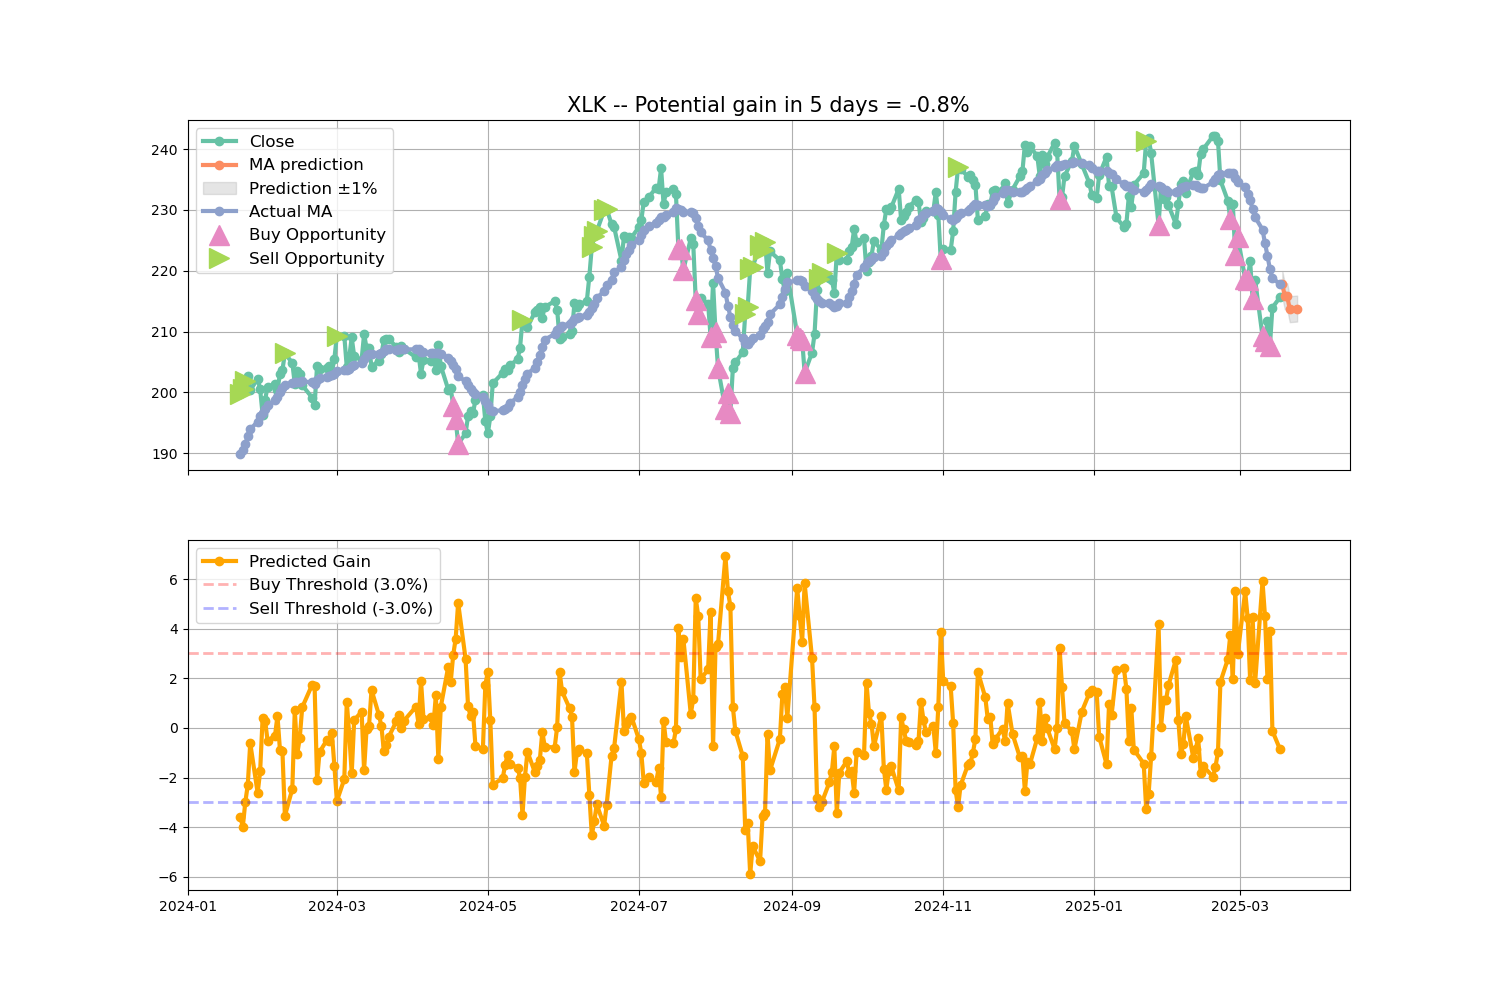 XLK -- Potential gain in 5 days = -0.8%
Close
MA prediction
Prediction ±1%
Actual MA
Buy Opportunity
Sell Opportunity
240
230
220
210
200
190
Predicted Gain
Buy Threshold (3.0%)
Sell Threshold (-3.0%)
6
4
2
0
−2
−4
−6
2024-01
2024-03
2024-05
2024-07
2024-09
2024-11
2025-01
2025-03